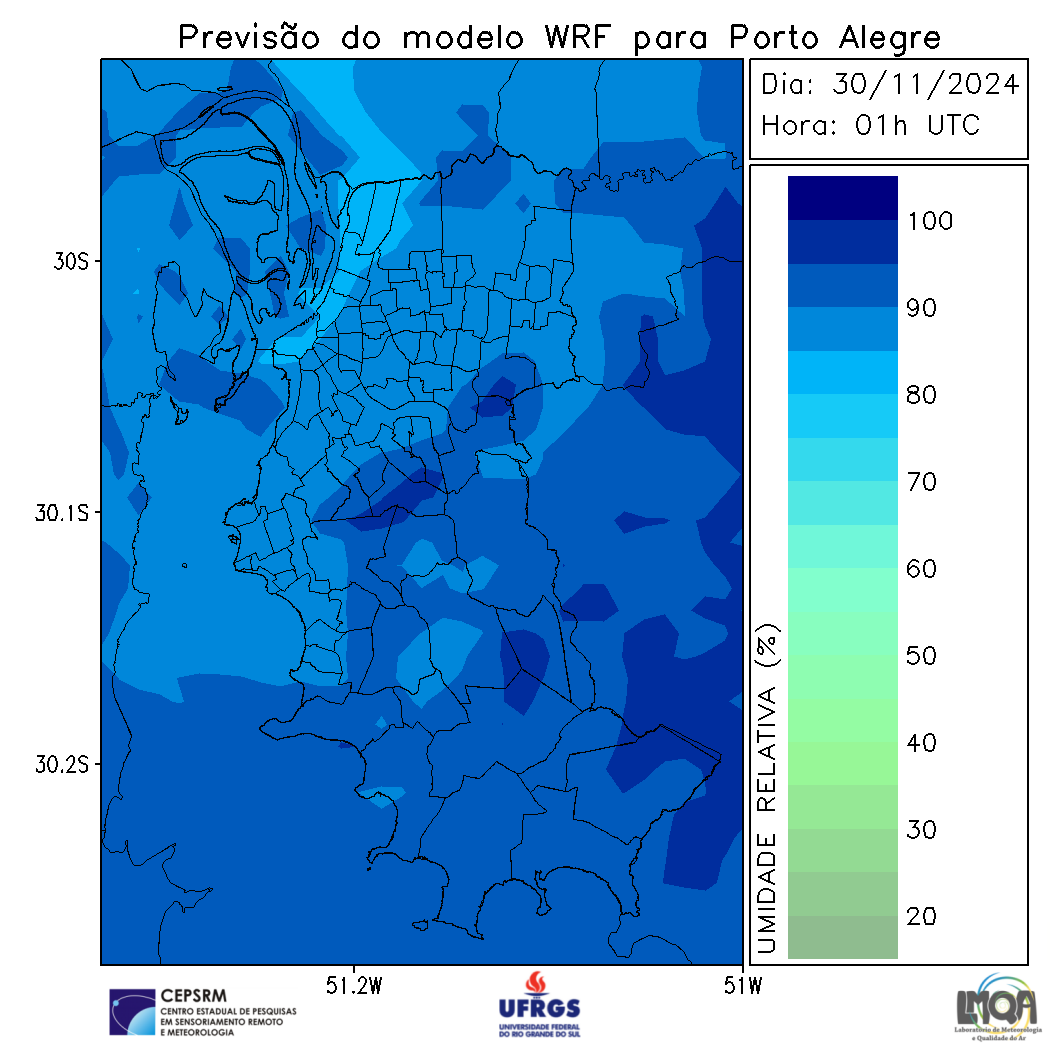 Previsão do modelo WRF para Porto Alegre
Dia: 30/11/2024
Hora: 01h UTC
30S
30.1S
30.2S
51.2W
51W
UMIDADE RELATIVA (%)
100
90
80
70
60
50
40
30
20
CEPSRM
CENTRO ESTADUAL DE PESQUISAS
EM SENSORIAMENTO REMOTO
E METEOROLOGIA
UFRGS
UNIVERSIDADE FEDERAL
DO RIO GRANDE DO SUL
LMQA
Laboratório de Meteorologia
e Qualidade do Ar